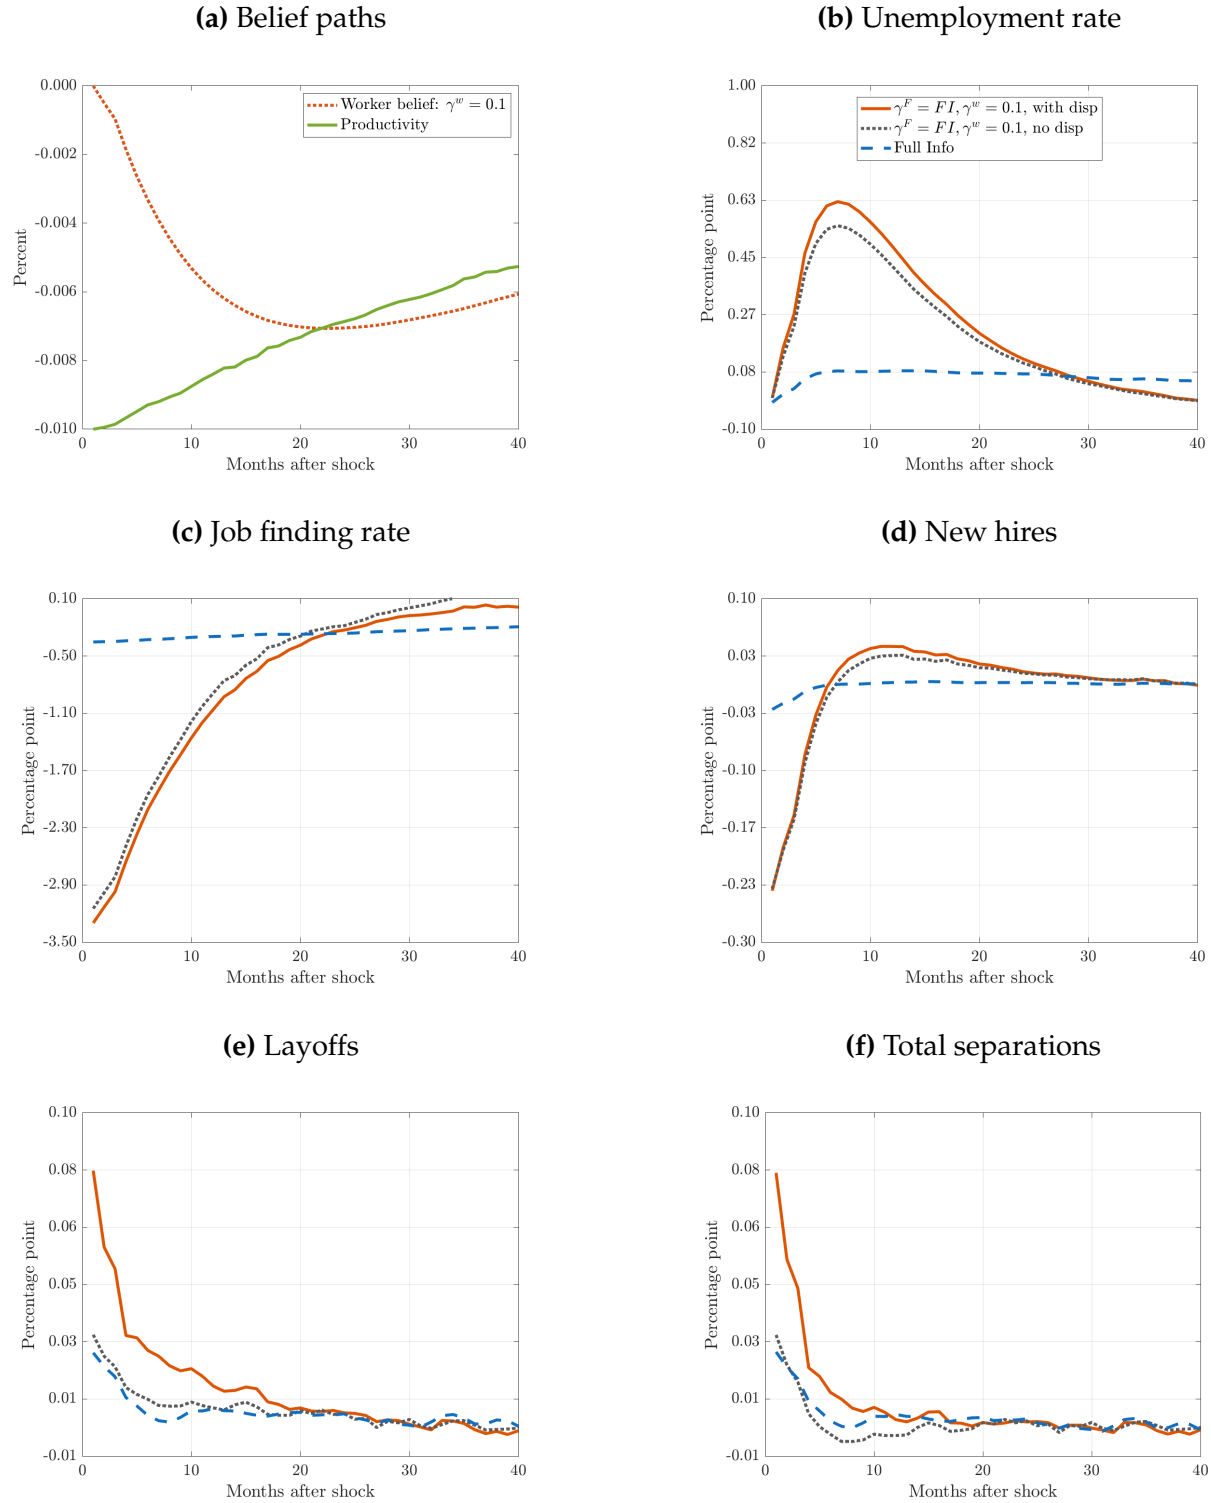 (a) Belief paths
0.000
-0.002
-0.004
-0.006
-0.008
-0.010
Percent
Worker belief: γ^w = 0.1
Productivity
0 10 20 30 40
Months after shock
(b) Unemployment rate
1.00
0.82
0.63
0.45
0.27
0.08
-0.10
Percentage point
γ^F = FI, γ^w = 0.1, with disp
γ^F = FI, γ^w = 0.1, no disp
Full Info
0 10 20 30 40
Months after shock
(c) Job finding rate
0.10
-0.50
-1.10
-1.70
-2.30
-2.90
-3.50
Percentage point
0 10 20 30 40
Months after shock
(d) New hires
0.10
0.03
-0.03
-0.10
-0.17
-0.23
-0.30
Percentage point
0 10 20 30 40
Months after shock
(e) Layoffs
0.10
0.08
0.06
0.05
0.03
0.01
-0.01
Percentage point
0 10 20 30 40
Months after shock
(f) Total separations
0.10
0.08
0.06
0.05
0.03
0.01
-0.01
Percentage point
0 10 20 30 40
Months after shock